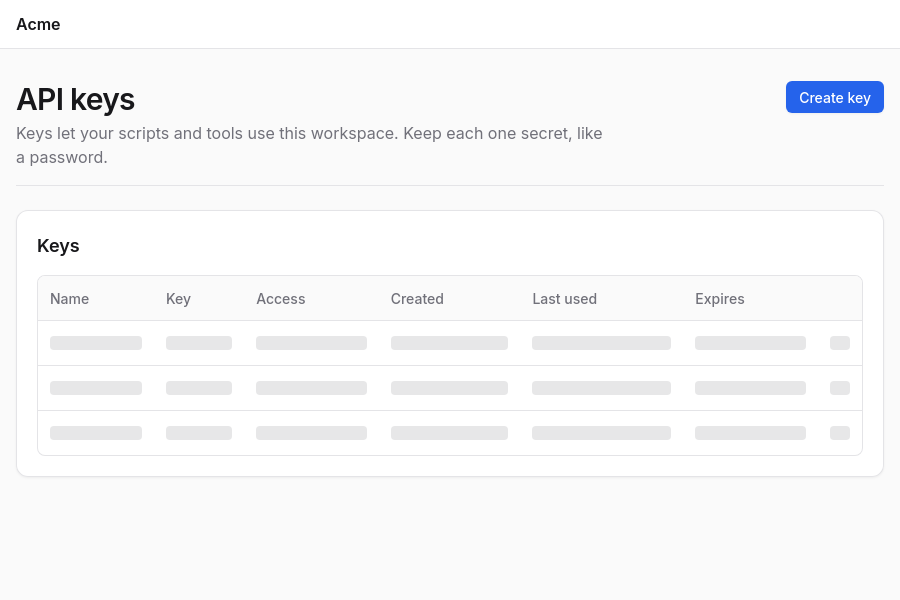 Acme
API keys
Create key
Keys let your scripts and tools use this workspace. Keep each one secret, like
a password.
Keys
Name Key Access Created Last used Expires